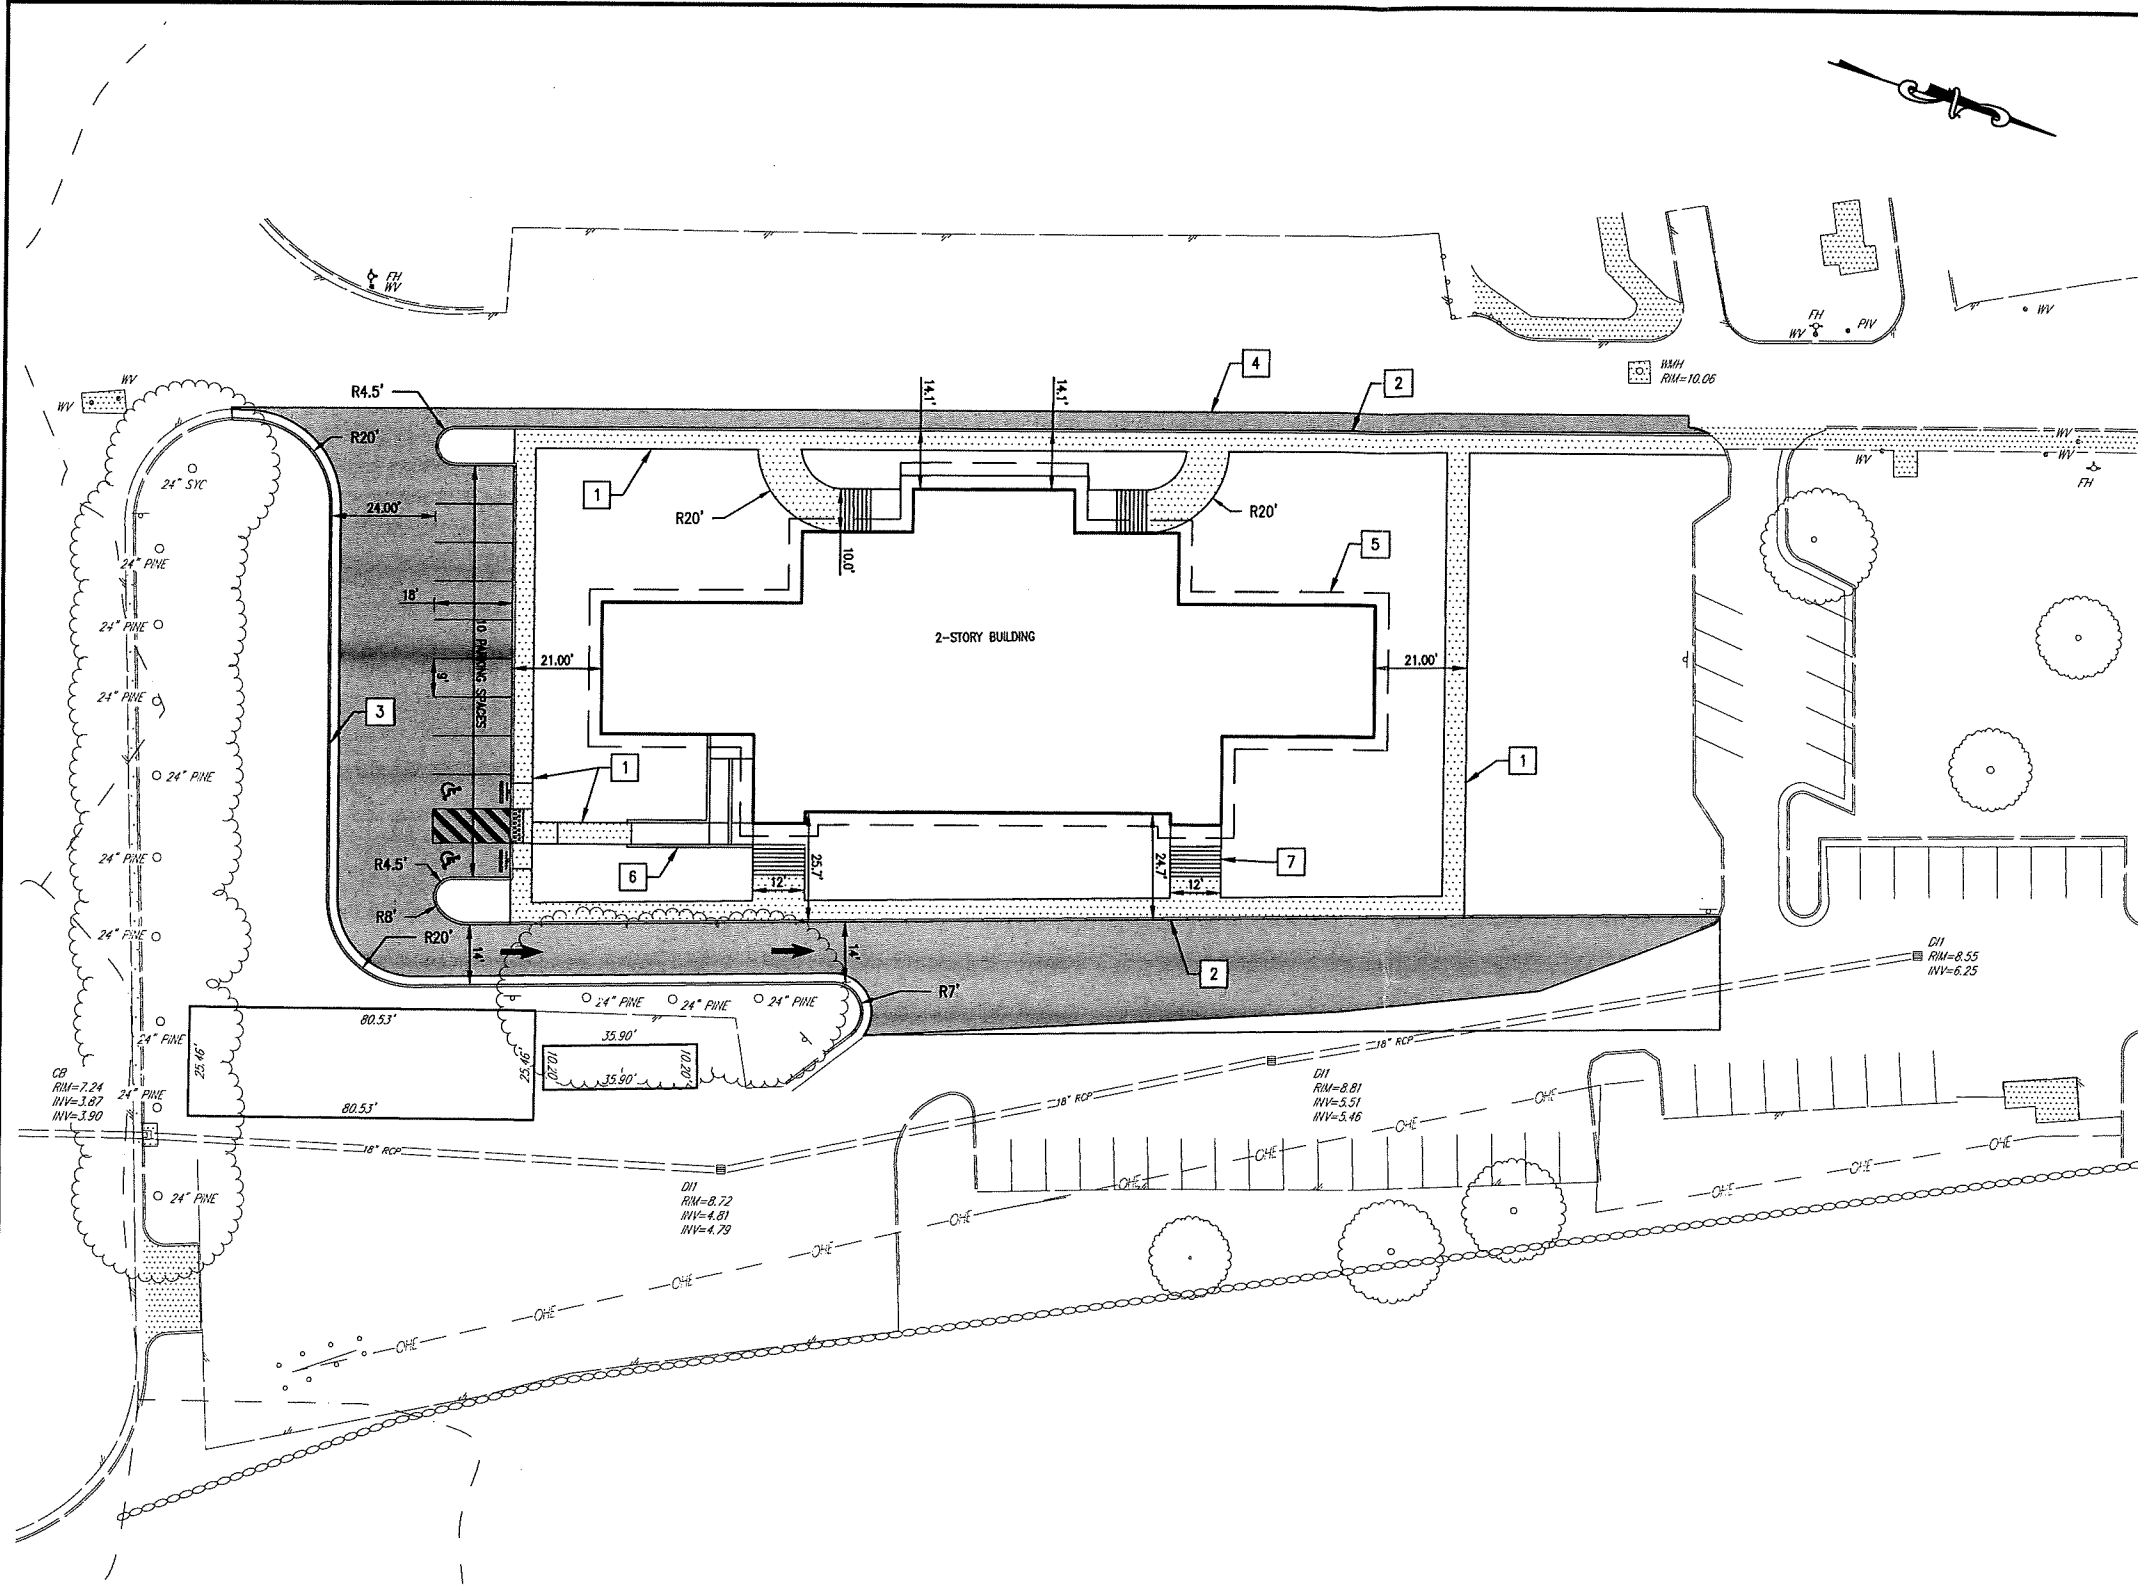 FH
WV
FH
WV
PIV
WV
WMH
RIM=10.06
4
2
WV
WV
R4.5'
14.1'
14.1'
R20'
1
R20'
R20'
WV
WV
WV
FH
24" SYC
24.00'
10.0'
5
24" PINE
18'
24" PINE
10 PARKING SPACES
2-STORY BUILDING
21.00'
21.00'
9'
24" PINE
3
1
1
24" PINE
24" PINE
R4.5'
6
25.7'
24.7'
7
12'
12'
R8'
24" PINE
R20'
14'
14'
2
DI1
RIM=8.55
INV=6.25
R7'
24" PINE
24" PINE
24" PINE
80.53'
24" PINE
35.90'
25.46'
25.46'
10.20'
10.20'
35.90'
80.53'
18" RCP
CB
RIM=7.24
INV=3.87
INV=3.90
24" PINE
DI1
RIM=8.81
INV=5.51
INV=5.46
18" RCP
OHE
OHE
OHE
OHE
OHE
OHE
18" RCP
24" PINE
DI1
RIM=8.72
INV=4.81
INV=4.79
OHE
OHE
OHE
OHE
OHE
OHE